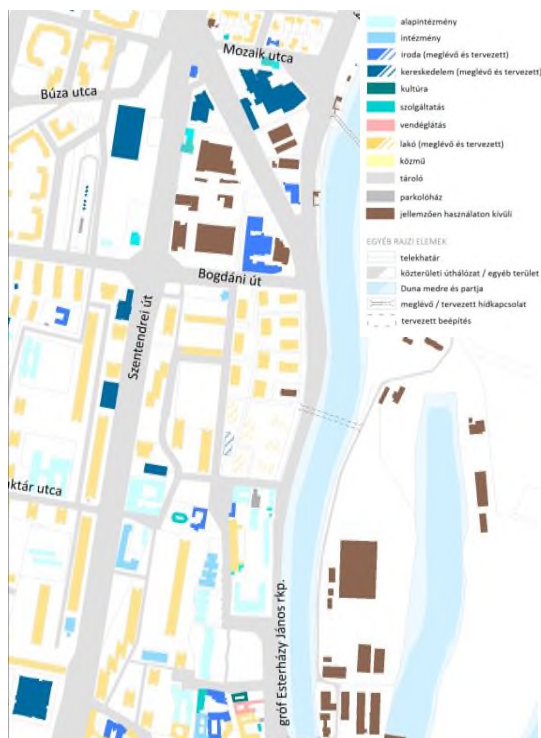 Mozaik utca
Búza utca
Bogdáni út
Szentendrei út
aktár utca
gróf Esterházy János rkp.
alapintézmény
intézmény
iroda (meglévő és tervezett)
kereskedelem (meglévő és tervezett)
kultúra
szolgáltatás
vendéglátás
lakó (meglévő és tervezett)
közmű
tároló
parkolóház
jellemzően használaton kívüli
EGYÉB RAJZI ELEMEK
telekhatár
közterületi úthálózat / egyéb terület
Duna medre és partja
meglévő / tervezett hídkapcsolat
tervezett beépítés